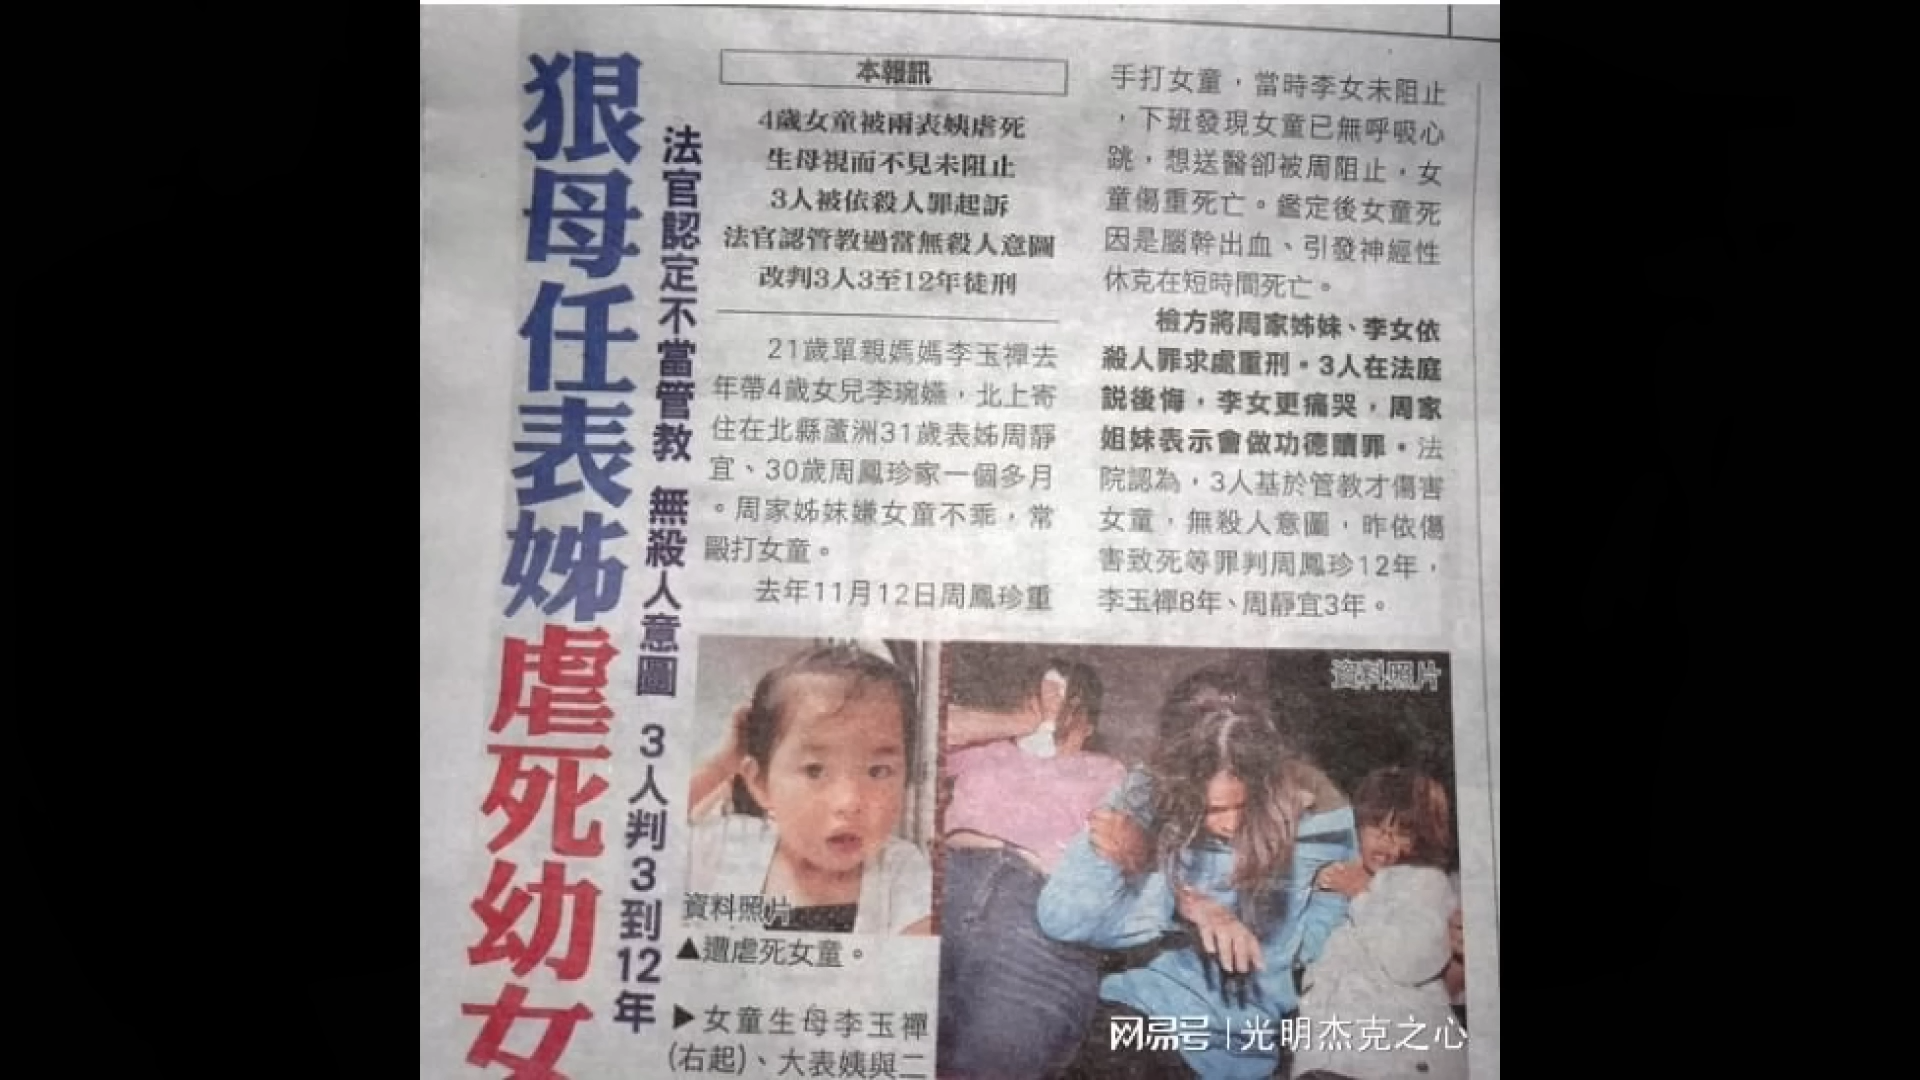 狠母任表姊虐死幼女
法官認定不當管教 無殺人意圖 3人判3到12年
本報訊
4歲女童被兩表姨虐死
生母視而不見未阻止
3人被依殺人罪起訴
法官認管教過當無殺人意圖
改判3人3至12年徒刑
21歲單親媽媽李玉禪去
年帶4歲女兒李琬嬿，北上寄
住在北縣蘆洲31歲表姊周靜
宜、30歲周鳳珍家一個多月
。周家姊妹嫌女童不乖，常
毆打女童。
去年11月12日周鳳珍重
手打女童，當時李女未阻止
，下班發現女童已無呼吸心
跳，想送醫卻被周阻止，女
童傷重死亡。鑑定後女童死
因是腦幹出血、引發神經性
休克在短時間死亡。
檢方將周家姊妹、李女依
殺人罪求處重刑。3人在法庭
說後悔，李女更痛哭，周家
姐妹表示會做功德贖罪。法
院認為，3人基於管教才傷害
女童，無殺人意圖，昨依傷
害致死等罪判周鳳珍12年，
李玉禪8年、周靜宜3年。
資料照片
▲遭虐死女童。
▶女童生母李玉禪
(右起)、大表姨與二
資料照片
网易号 | 光明杰克之心